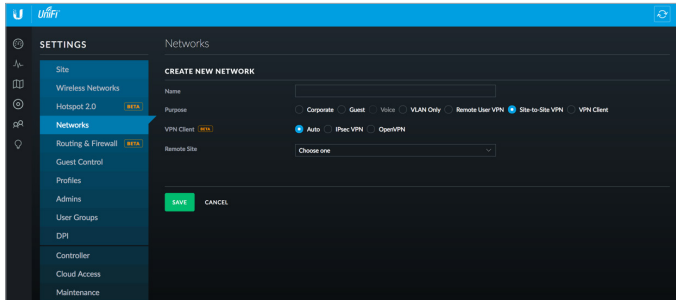 U UniFi
SETTINGS
Site
Wireless Networks
Hotspot 2.0 BETA
Networks
Routing & Firewall BETA
Guest Control
Profiles
Admins
User Groups
DPI
Controller
Cloud Access
Maintenance
Networks
CREATE NEW NETWORK
Name
Purpose Corporate Guest Voice VLAN Only Remote User VPN Site-to-Site VPN VPN Client
VPN Client BETA Auto IPsec VPN OpenVPN
Remote Site Choose one
SAVE CANCEL